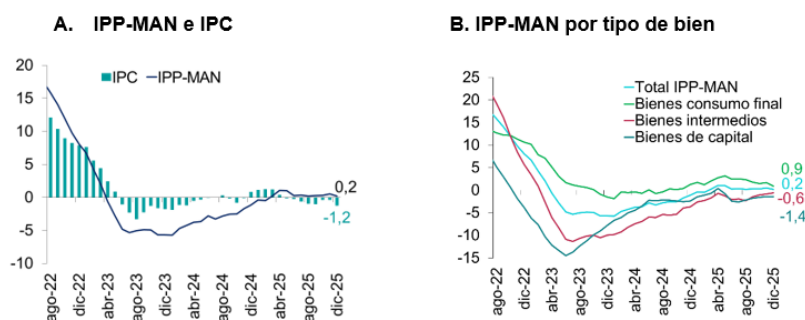 A. IPP-MAN e IPC
20
15
10
5
0
-5
-10
IPC
IPP-MAN
0,2
-1,2
ago-22
dic-22
abr-23
ago-23
dic-23
abr-24
ago-24
dic-24
abr-25
ago-25
dic-25
B. IPP-MAN por tipo de bien
25
20
15
10
5
0
-5
-10
-15
Total IPP-MAN
Bienes consumo final
Bienes intermedios
Bienes de capital
0,9
0,2
-0,6
-1,4
ago-22
dic-22
abr-23
ago-23
dic-23
abr-24
ago-24
dic-24
abr-25
ago-25
dic-25